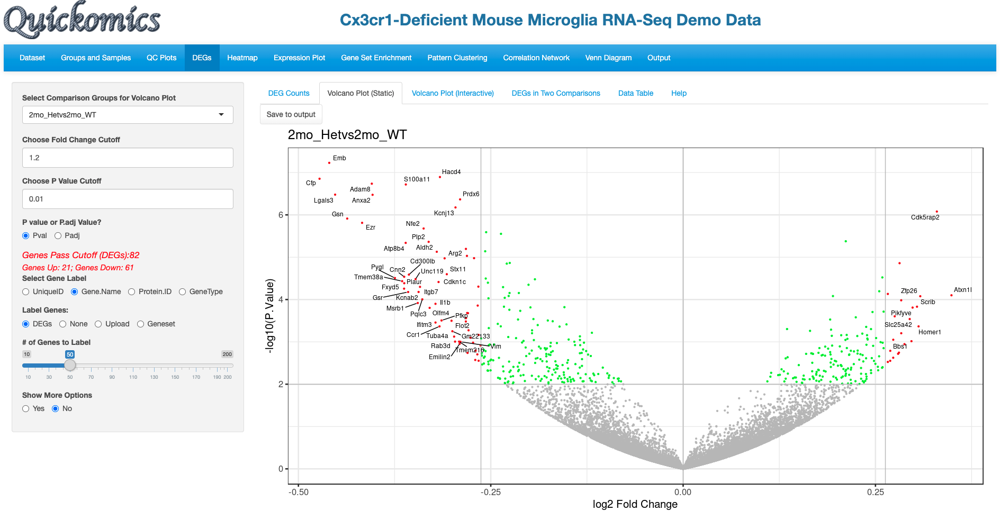 Quickomics
Cx3cr1-Deficient Mouse Microglia RNA-Seq Demo Data
Dataset Groups and Samples QC Plots DEGs Heatmap Expression Plot Gene Set Enrichment Pattern Clustering Correlation Network Venn Diagram Output
Select Comparison Groups for Volcano Plot
2mo_Hetvs2mo_WT
Choose Fold Change Cutoff
1.2
Choose P Value Cutoff
0.01
P value or P.adj Value?
Pval Padj
Genes Pass Cutoff (DEGs):82
Genes Up: 21; Genes Down: 61
Select Gene Label
UniqueID Gene.Name Protein.ID GeneType
Label Genes:
DEGs None Upload Geneset
# of Genes to Label
10 50 200
10 30 50 70 90 110 130 150 170 190 200
Show More Options
Yes No
DEG Counts Volcano Plot (Static) Volcano Plot (Interactive) DEGs in Two Comparisons Data Table Help
Save to output
2mo_Hetvs2mo_WT
Emb
Hacd4
S100a11
Cfp
Adam8
Prdx6
Lgals3 Anxa2
Gsn Kcnj13
6
Cdk5rap2
Nfe2
Ezr
Plp2
Atp8b4 Aldh2
Arg2
Cd300lb
Pygl Cnn2 Unc119 Stx11
Tmem38a Plaur Cdkn1c
Fxyd5 Itgb7
Zfp26 Atxn1l
Gsr Kcnab2
4
Il1b Scrib
Msrb1
Pqlc3 Olfm4 Pfkp
Pikfyve
Ifitm3 Flot2
Slc25a42
Ccr1 Tuba4a Gm22133
Homer1
Rab3d Tmem216 Vim
Bbs1
Emilin2
2
0
-log10(P.Value)
-0.50 -0.25 0.00 0.25
log2 Fold Change